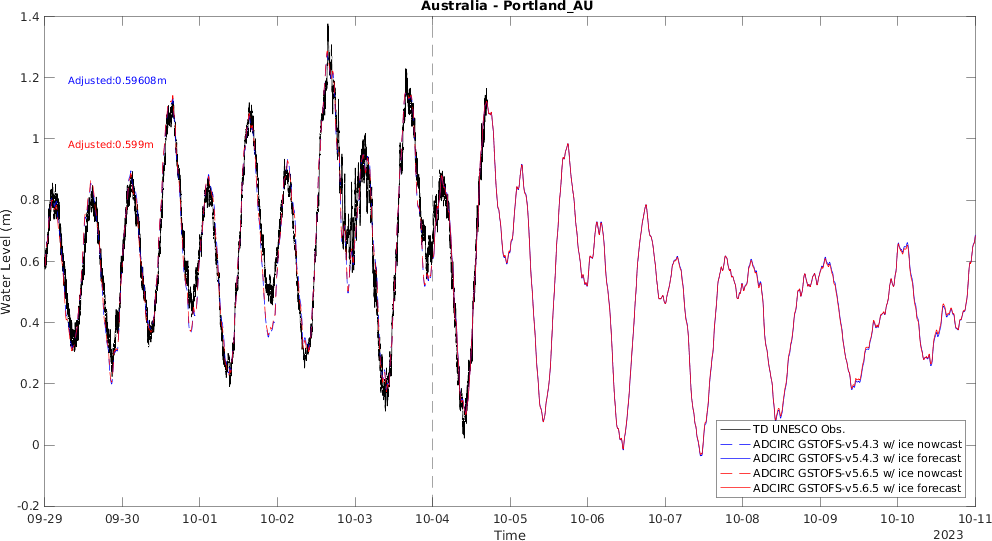 Australia - Portland_AU
1.4
1.2
1
0.8
0.6
0.4
0.2
0
-0.2
Water Level (m)
Adjusted:0.59608m
Adjusted:0.599m
TD UNESCO Obs.
ADCIRC GSTOFS-v5.4.3 w/ ice nowcast
ADCIRC GSTOFS-v5.4.3 w/ ice forecast
ADCIRC GSTOFS-v5.6.5 w/ ice nowcast
ADCIRC GSTOFS-v5.6.5 w/ ice forecast
09-29 09-30 10-01 10-02 10-03 10-04 10-05 10-06 10-07 10-08 10-09 10-10 10-11
Time
2023